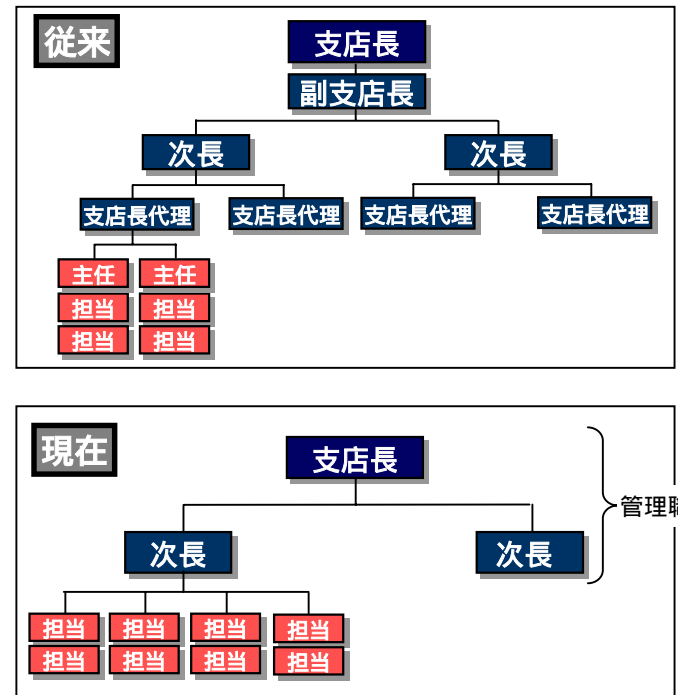 従来
支店長
副支店長
次長 次長
支店長代理 支店長代理 支店長代理 支店長代理
主任 主任
担当 担当
担当 担当
現在
支店長
管理職
次長 次長
担当 担当 担当 担当
担当 担当 担当 担当